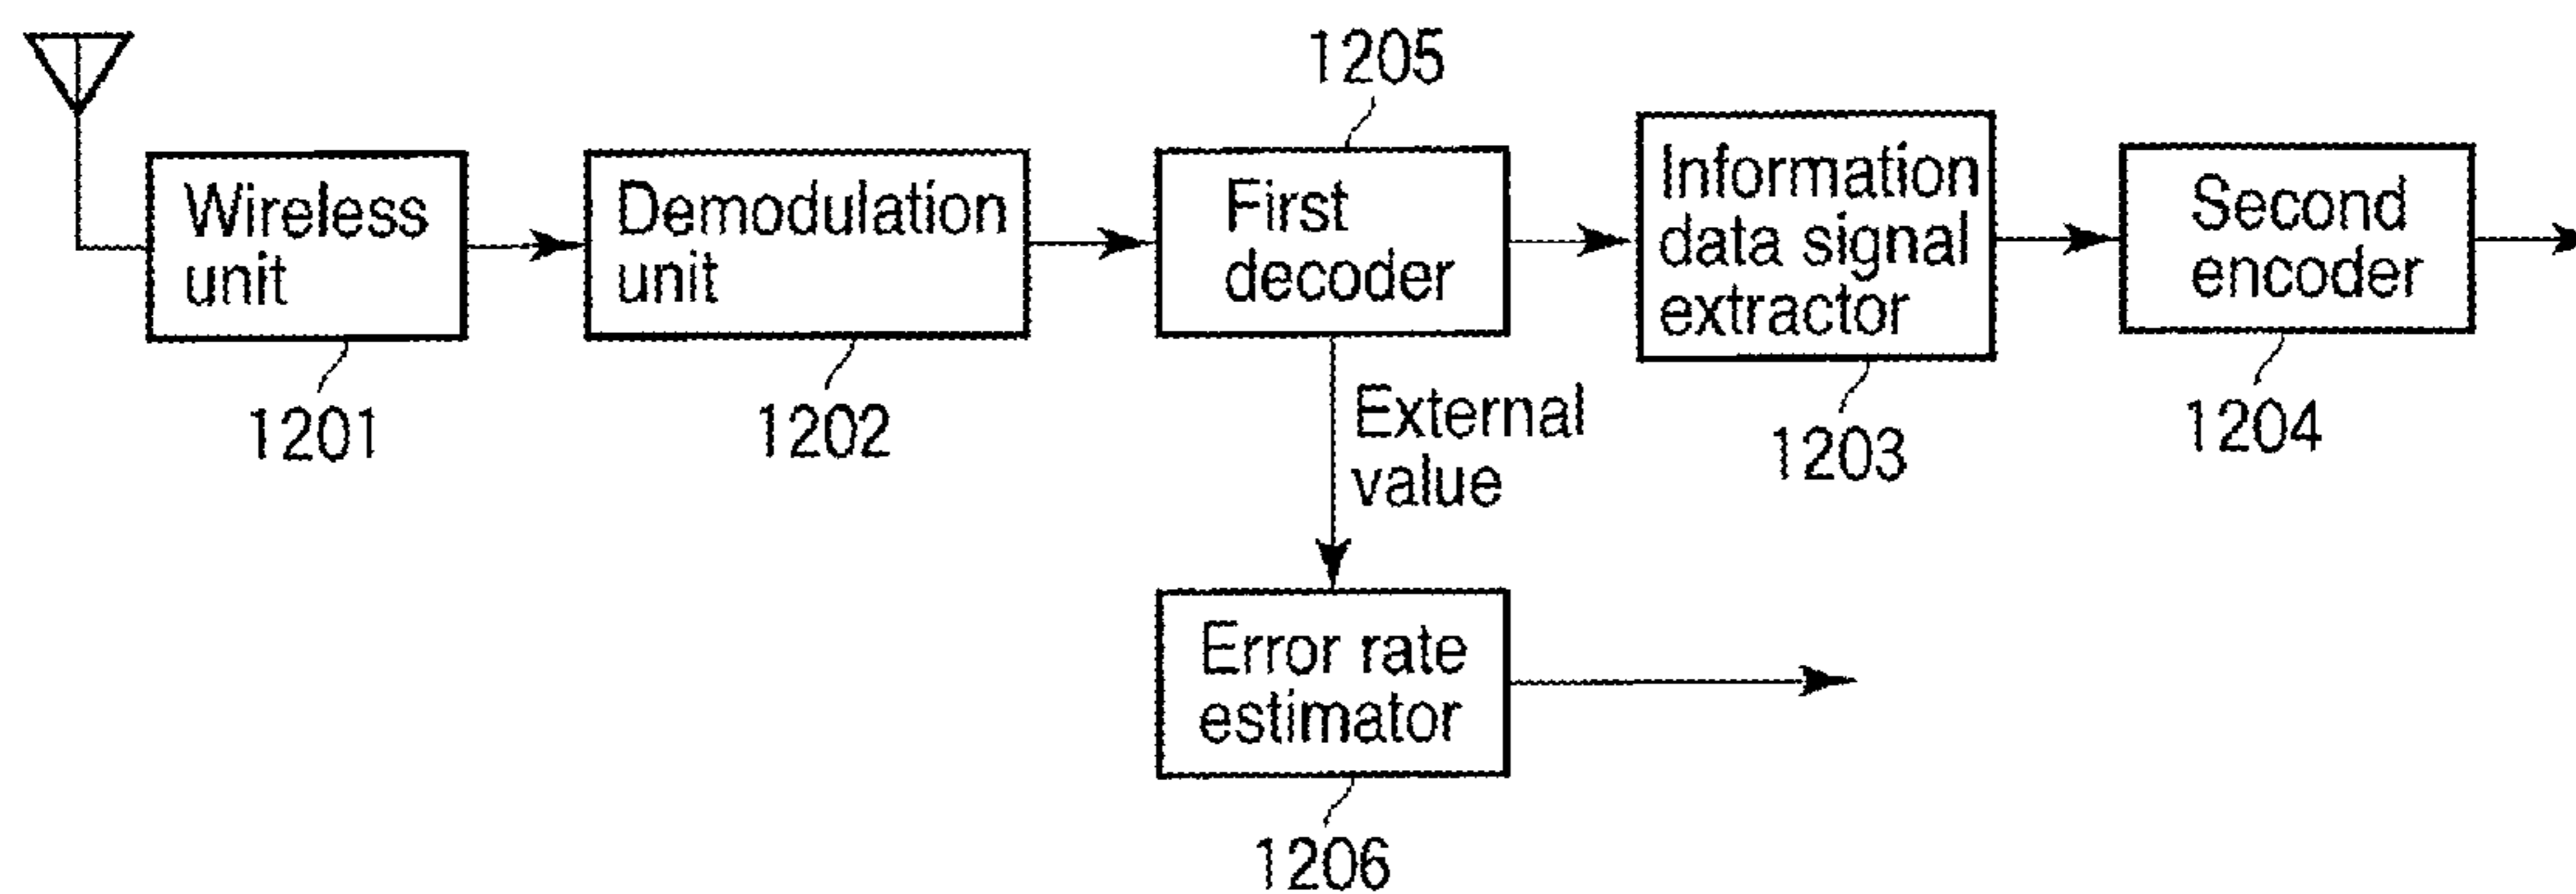 1205
Wireless
unit
Demodulation
unit
First
decoder
Information
data signal
extractor
Second
encoder
1201
1202
External
value
1203
1204
Error rate
estimator
1206